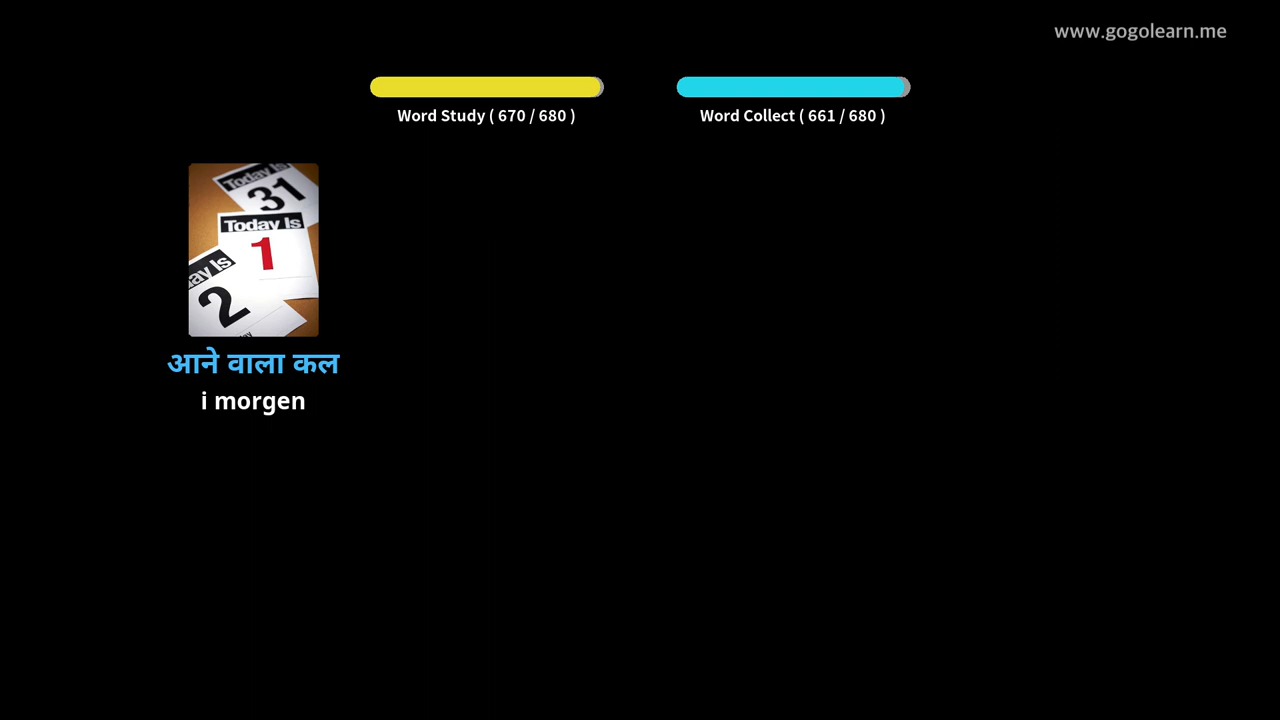 www.gogolearn.me
Word Study ( 670 / 680 )
Word Collect ( 661 / 680 )
Today Is
31
Today Is
1
ay Is
2
आने वाला कल
i morgen